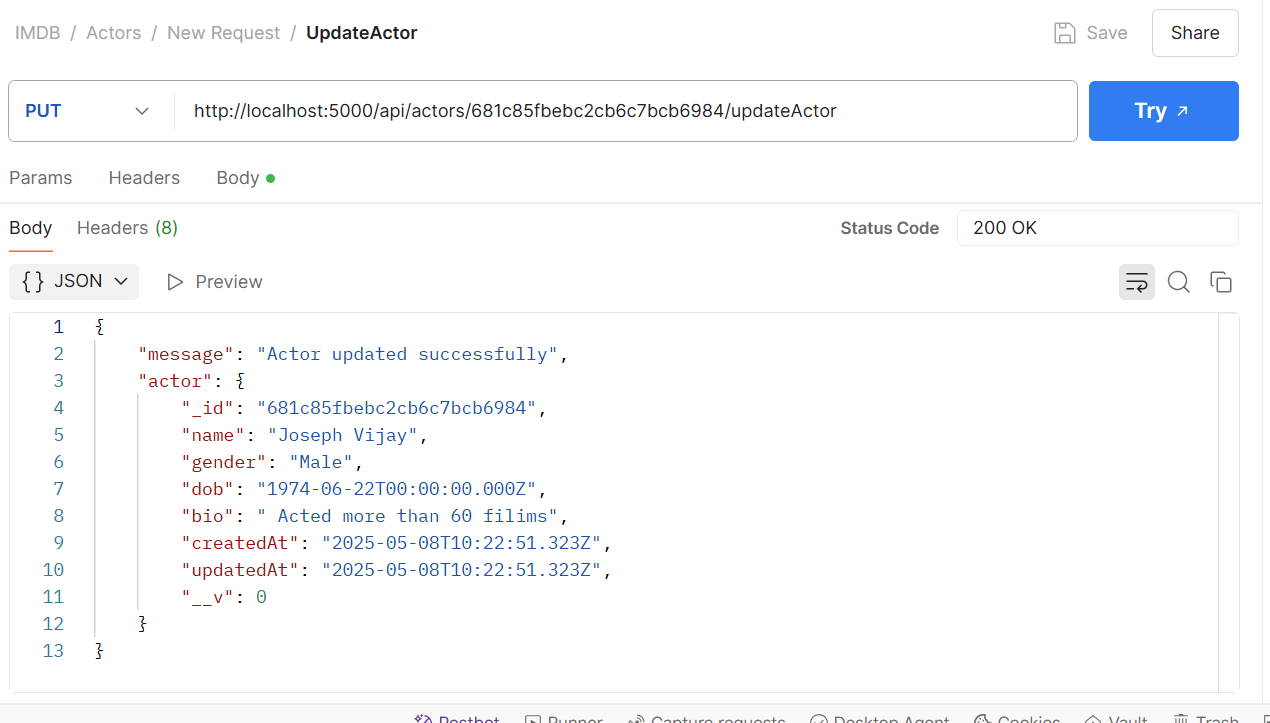 IMDB / Actors / New Request / UpdateActor
Save
Share
PUT
http://localhost:5000/api/actors/681c85fbebc2cb6c7bcb6984/updateActor
Try ↗
Params Headers Body
Body Headers (8)
Status Code 200 OK
{} JSON Preview
1 {
2 "message": "Actor updated successfully",
3 "actor": {
4 "_id": "681c85fbebc2cb6c7bcb6984",
5 "name": "Joseph Vijay",
6 "gender": "Male",
7 "dob": "1974-06-22T00:00:00.000Z",
8 "bio": " Acted more than 60 filims",
9 "createdAt": "2025-05-08T10:22:51.323Z",
10 "updatedAt": "2025-05-08T10:22:51.323Z",
11 "__v": 0
12 }
13 }
Postbot Runner Capture requests Desktop Agent Cookies Vault Trash